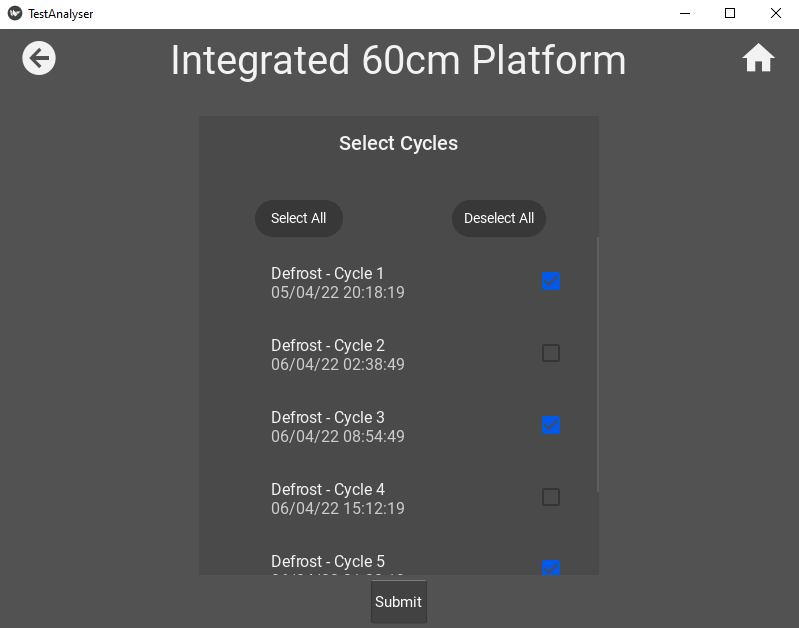 TestAnalyser
Integrated 60cm Platform
Select Cycles
Select All
Deselect All
Defrost - Cycle 1
05/04/22 20:18:19
Defrost - Cycle 2
06/04/22 02:38:49
Defrost - Cycle 3
06/04/22 08:54:49
Defrost - Cycle 4
06/04/22 15:12:19
Defrost - Cycle 5
Submit